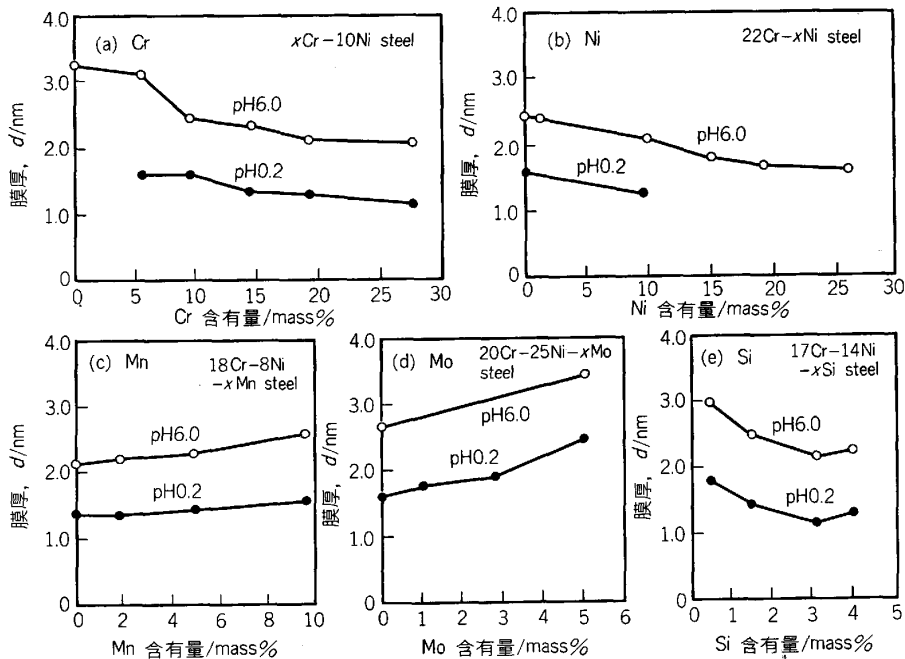 (a) Cr
xCr-10Ni steel
4.0
3.0
2.0
1.0
0
膜厚, d/nm
pH6.0
pH0.2
0 5 10 15 20 25 30
Cr 含有量/mass%
(b) Ni
22Cr-xNi steel
4.0
3.0
2.0
1.0
0
膜厚, d/nm
pH6.0
pH0.2
0 5 10 15 20 25 30
Ni 含有量/mass%
(c) Mn
18Cr-8Ni
-xMn steel
4.0
3.0
2.0
1.0
0
膜厚, d/nm
pH6.0
pH0.2
0 2 4 6 8 10
Mn 含有量/mass%
(d) Mo
20Cr-25Ni-xMo
steel
4.0
3.0
2.0
1.0
0
膜厚, d/nm
pH6.0
pH0.2
0 1 2 3 4 5 6
Mo 含有量/mass%
(e) Si
17Cr-14Ni
-xSi steel
4.0
3.0
2.0
1.0
0
膜厚, d/nm
pH6.0
pH0.2
0 1 2 3 4 5
Si 含有量/mass%